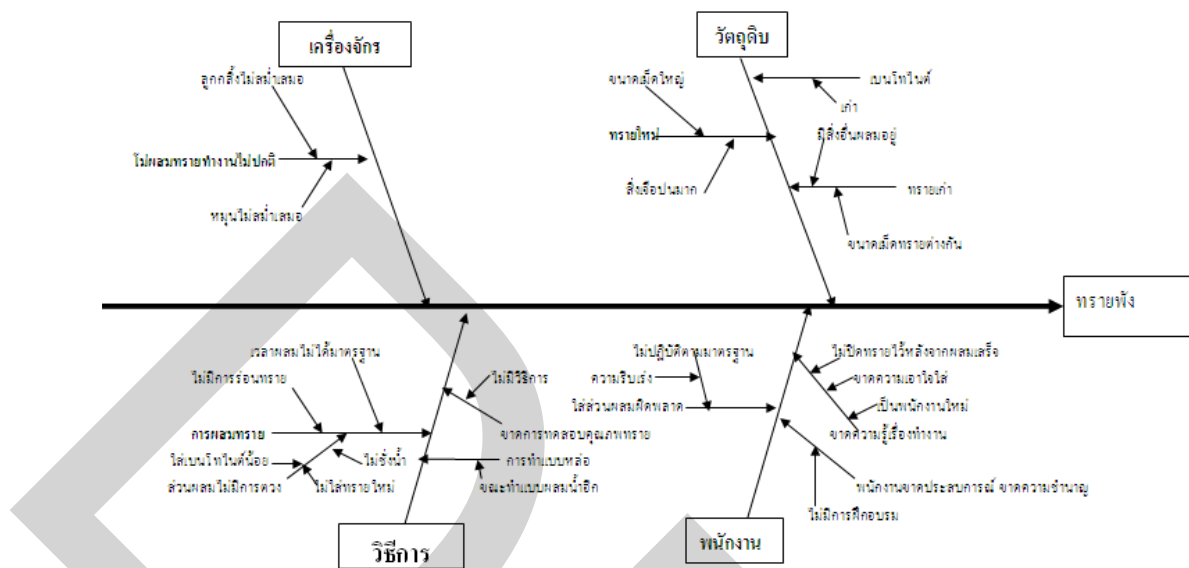 เครื่องจักร
วัตถุดิบ
ลูกกลิ้งไม่สม่ำเสมอ
โม่ผสมทรายทำงานไม่ปกติ
หมุนไม่สม่ำเสมอ
ขนาดเม็ดใหญ่
เบนโทไนต์
เก่า
ทรายใหม่
มีสิ่งอื่นผสมอยู่
สิ่งเจือปนมาก
ทรายเก่า
ขนาดเม็ดทรายต่างกัน
ทรายพัง
เวลาผสมไม่ได้มาตรฐาน
ไม่มีการร่อนทราย
ไม่มีวิธีการ
การผสมทราย
ขาดการทดสอบคุณภาพทราย
ใส่เบนโทไนต์น้อย
ไม่ชั่งน้ำ
การทำแบบหล่อ
ส่วนผสมไม่มีการตวง
ไม่ใส่ทรายใหม่
ขณะทำแบบผสมน้ำอีก
วิธีการ
ไม่ปฏิบัติตามมาตรฐาน
ความรีบเร่ง
ใส่ส่วนผสมผิดพลาด
ไม่ปิดทรายไว้หลังจากผสมเสร็จ
ขาดความเอาใจใส่
เป็นพนักงานใหม่
ขาดความรู้เรื่องทำงาน
พนักงานขาดประสบการณ์ ขาดความชำนาญ
ไม่มีการฝึกอบรม
พนักงาน